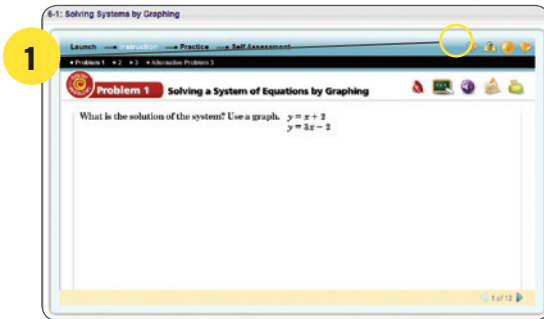 6-1: Solving Systems by Graphing
1
Launch Instruction Practice Self Assessment
• Problem 1 • 2 • 3 • Alternative Problem 3
Problem 1 Solving a System of Equations by Graphing
What is the solution of the system? Use a graph. y = x + 2
y = 3x − 2
1 of 12